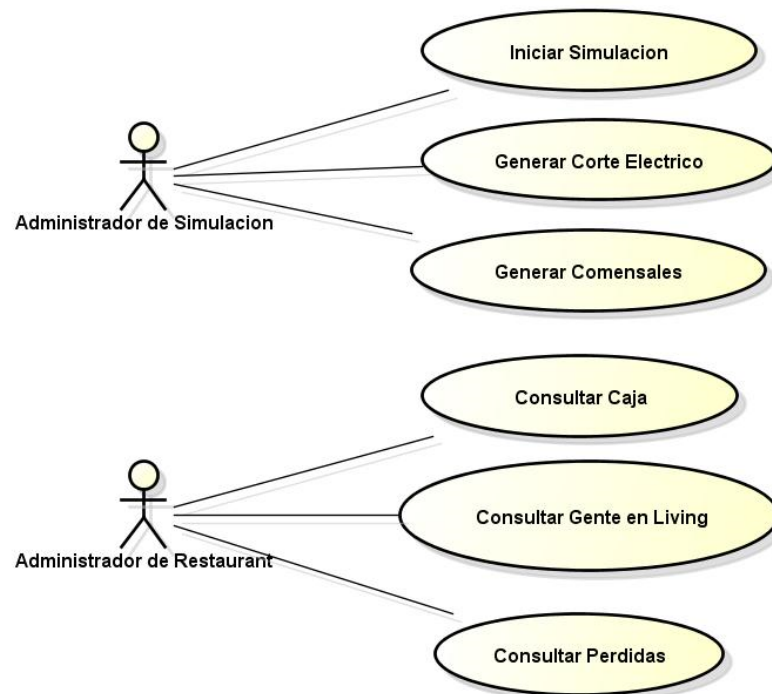 Iniciar Simulacion
Generar Corte Electrico
Administrador de Simulacion
Generar Comensales
Consultar Caja
Consultar Gente en Living
Administrador de Restaurant
Consultar Perdidas